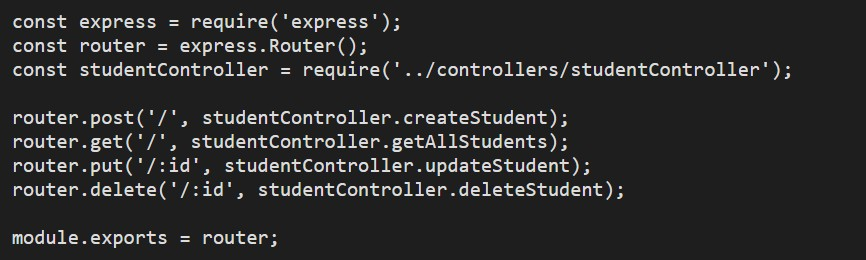 const express = require('express');
const router = express.Router();
const studentController = require('../controllers/studentController');
router.post('/', studentController.createStudent);
router.get('/', studentController.getAllStudents);
router.put('/:id', studentController.updateStudent);
router.delete('/:id', studentController.deleteStudent);
module.exports = router;